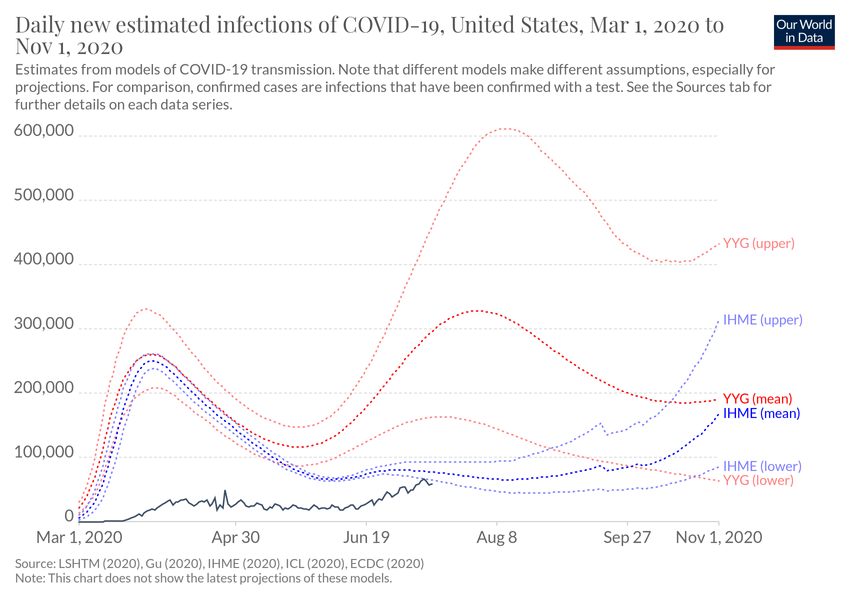 Daily new estimated infections of COVID-19, United States, Mar 1, 2020 to
Nov 1, 2020
Our World
in Data
Estimates from models of COVID-19 transmission. Note that different models make different assumptions, especially for
projections. For comparison, confirmed cases are infections that have been confirmed with a test. See the Sources tab for
further details on each data series.
600,000
500,000
400,000
300,000
200,000
100,000
0
YYG (upper)
IHME (upper)
YYG (mean)
IHME (mean)
IHME (lower)
YYG (lower)
Mar 1, 2020
Apr 30
Jun 19
Aug 8
Sep 27
Nov 1, 2020
Source: LSHTM (2020), Gu (2020), IHME (2020), ICL (2020), ECDC (2020)
Note: This chart does not show the latest projections of these models.